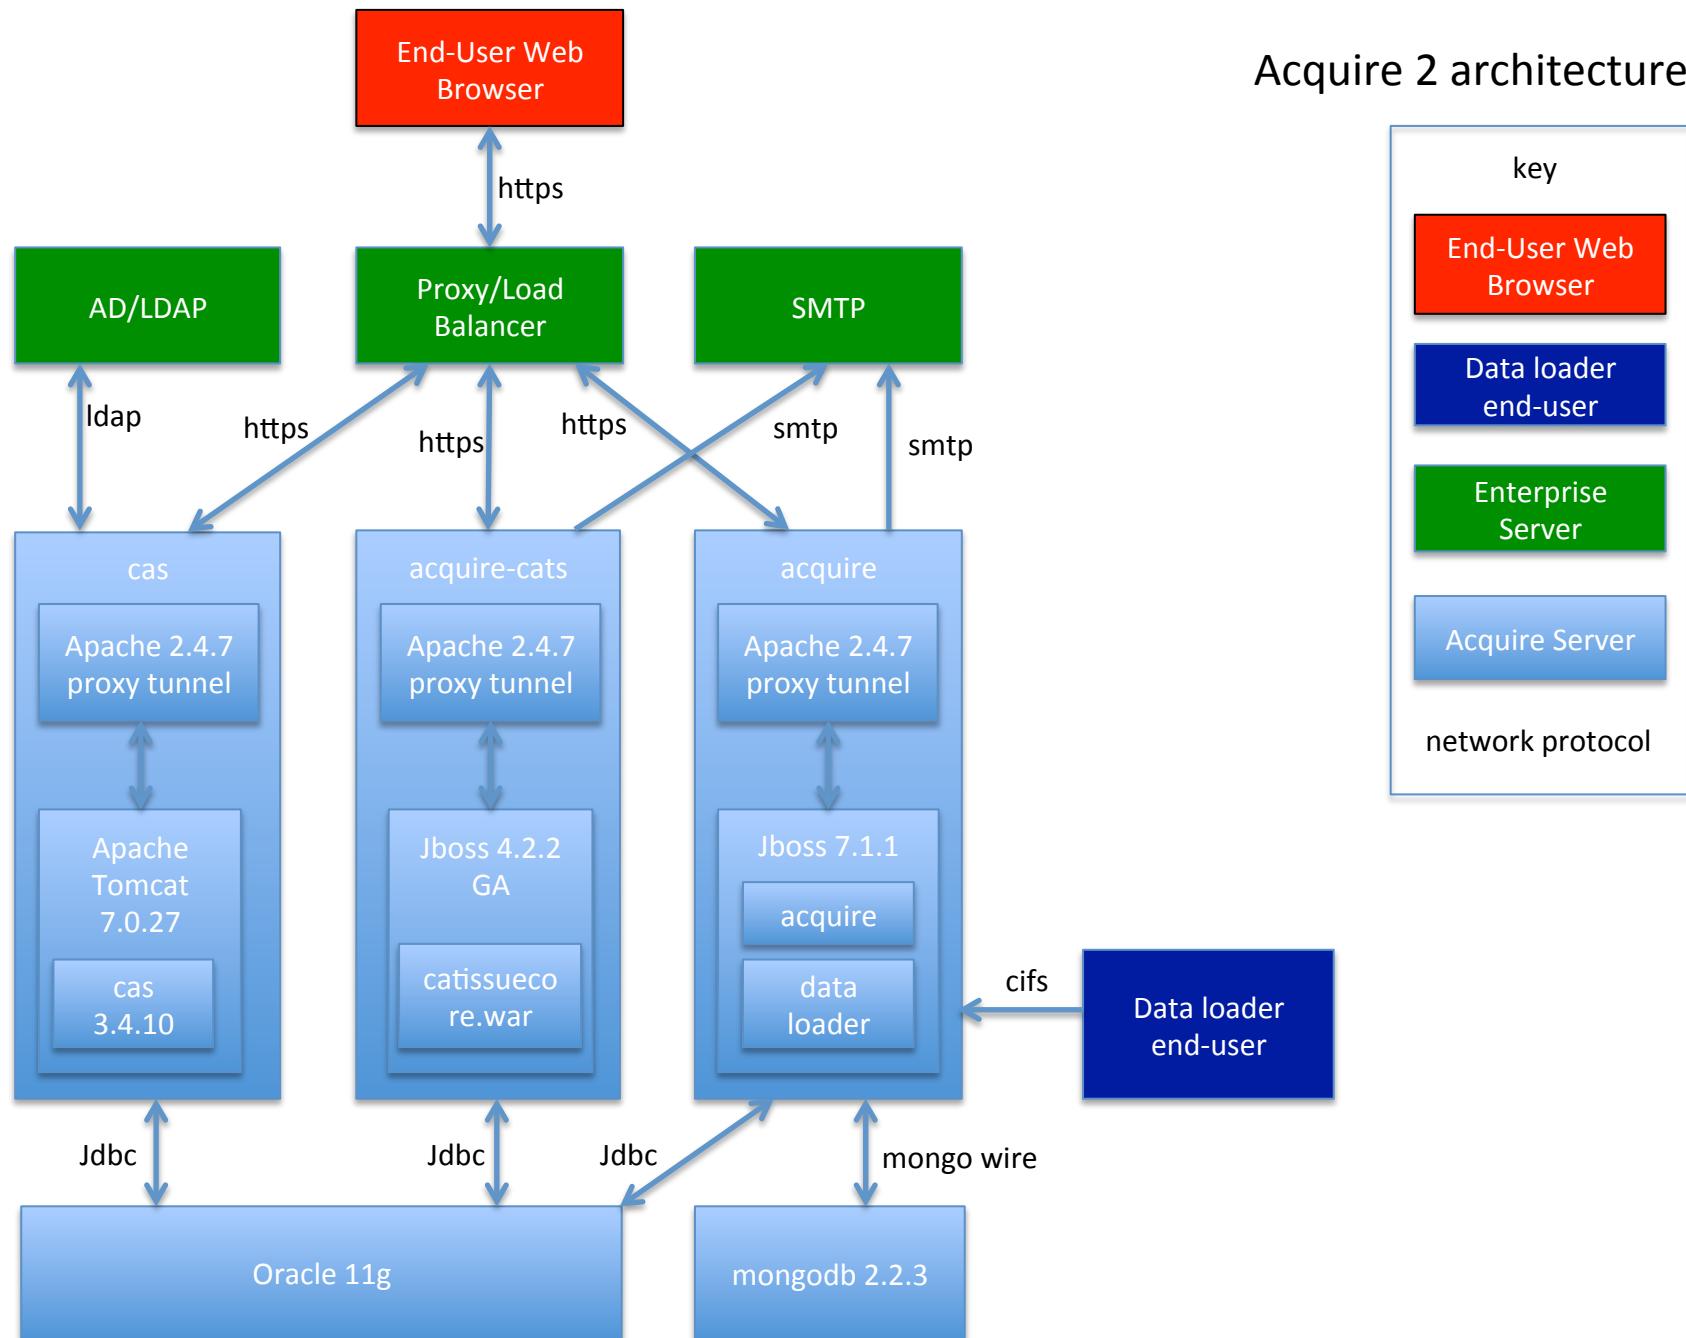 End-User Web
Browser
Acquire 2 architecture
key
https
End-User Web
Browser
AD/LDAP
Proxy/Load
Balancer
SMTP
Data loader
end-user
ldap
https
https
https
smtp
smtp
Enterprise
Server
cas
acquire-cats
acquire
Apache 2.4.7
proxy tunnel
Apache 2.4.7
proxy tunnel
Apache 2.4.7
proxy tunnel
Acquire Server
network protocol
Apache
Tomcat
7.0.27
cas
3.4.10
Jboss 4.2.2
GA
catissueco
re.war
Jboss 7.1.1
acquire
data
loader
cifs
Data loader
end-user
Jdbc
Jdbc
Jdbc
mongo wire
Oracle 11g
mongodb 2.2.3